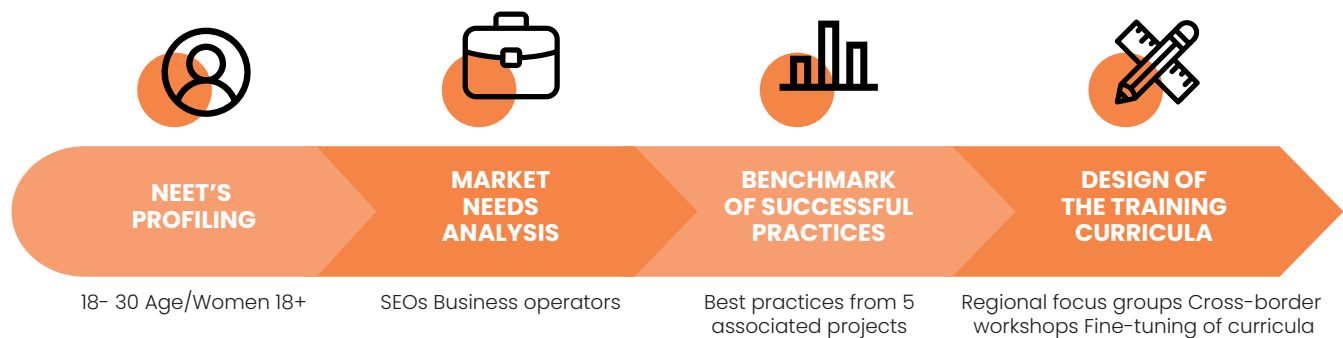 NEET’S
PROFILING
MARKET
NEEDS
ANALYSIS
BENCHMARK
OF SUCCESSFUL
PRACTICES
DESIGN OF
THE TRAINING
CURRICULA
18- 30 Age/Women 18+
SEOs Business operators
Best practices from 5
associated projects
Regional focus groups Cross-border
workshops Fine-tuning of curricula